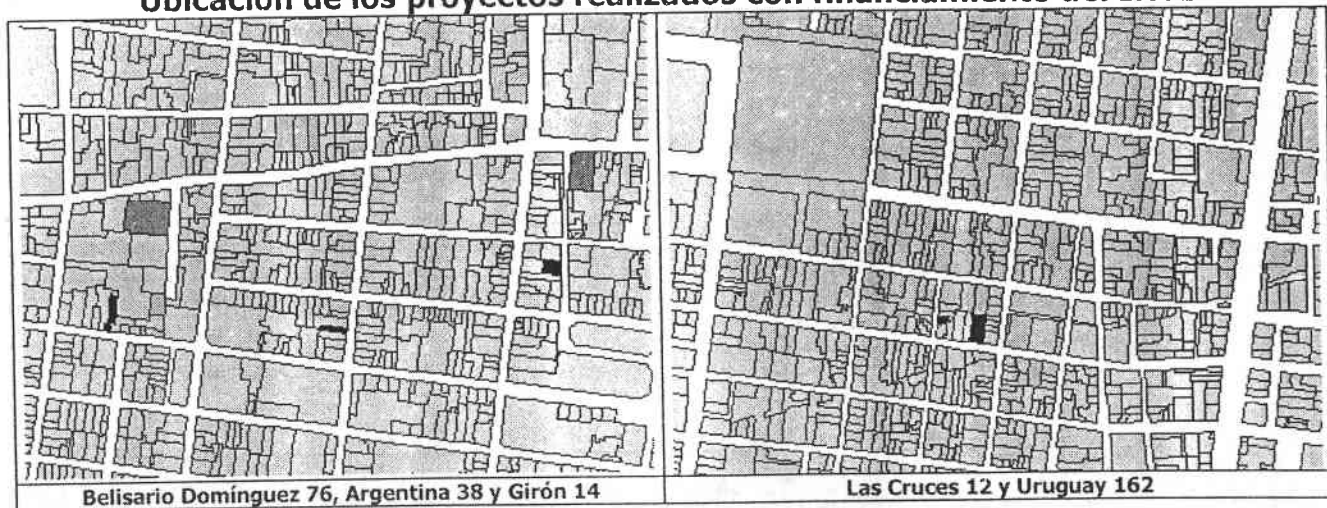 Ubicación de los proyectos realizados con financiamiento del
Belisario Domínguez 76, Argentina 38 y Girón 14
Las Cruces 12 y Uruguay 162